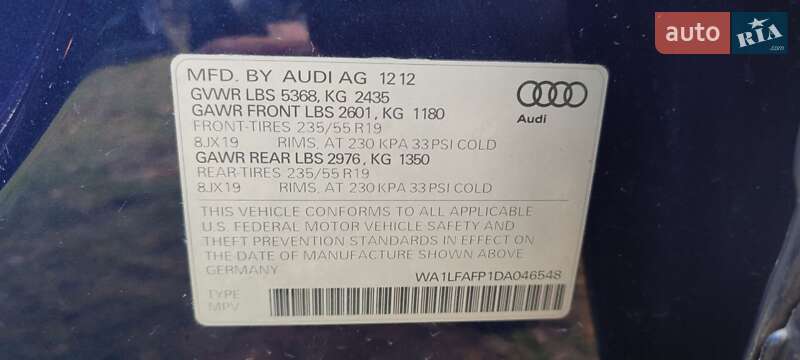 auto RIA.com
MFD. BY AUDI AG 12 12
GVWR LBS 5368, KG 2435
GAWR FRONT LBS 2601, KG 1180
FRONT-TIRES 235/55 R19
8JX19 RIMS, AT 230 KPA 33 PSI COLD
GAWR REAR LBS 2976, KG 1350
REAR-TIRES 235/55 R19
8JX19 RIMS, AT 230 KPA 33 PSI COLD
Audi
THIS VEHICLE CONFORMS TO ALL APPLICABLE
U.S. FEDERAL MOTOR VEHICLE SAFETY AND
THEFT PREVENTION STANDARDS IN EFFECT ON
THE DATE OF MANUFACTURE SHOWN ABOVE
GERMANY WA1LFAFP1DA046548
TYPE
MPV